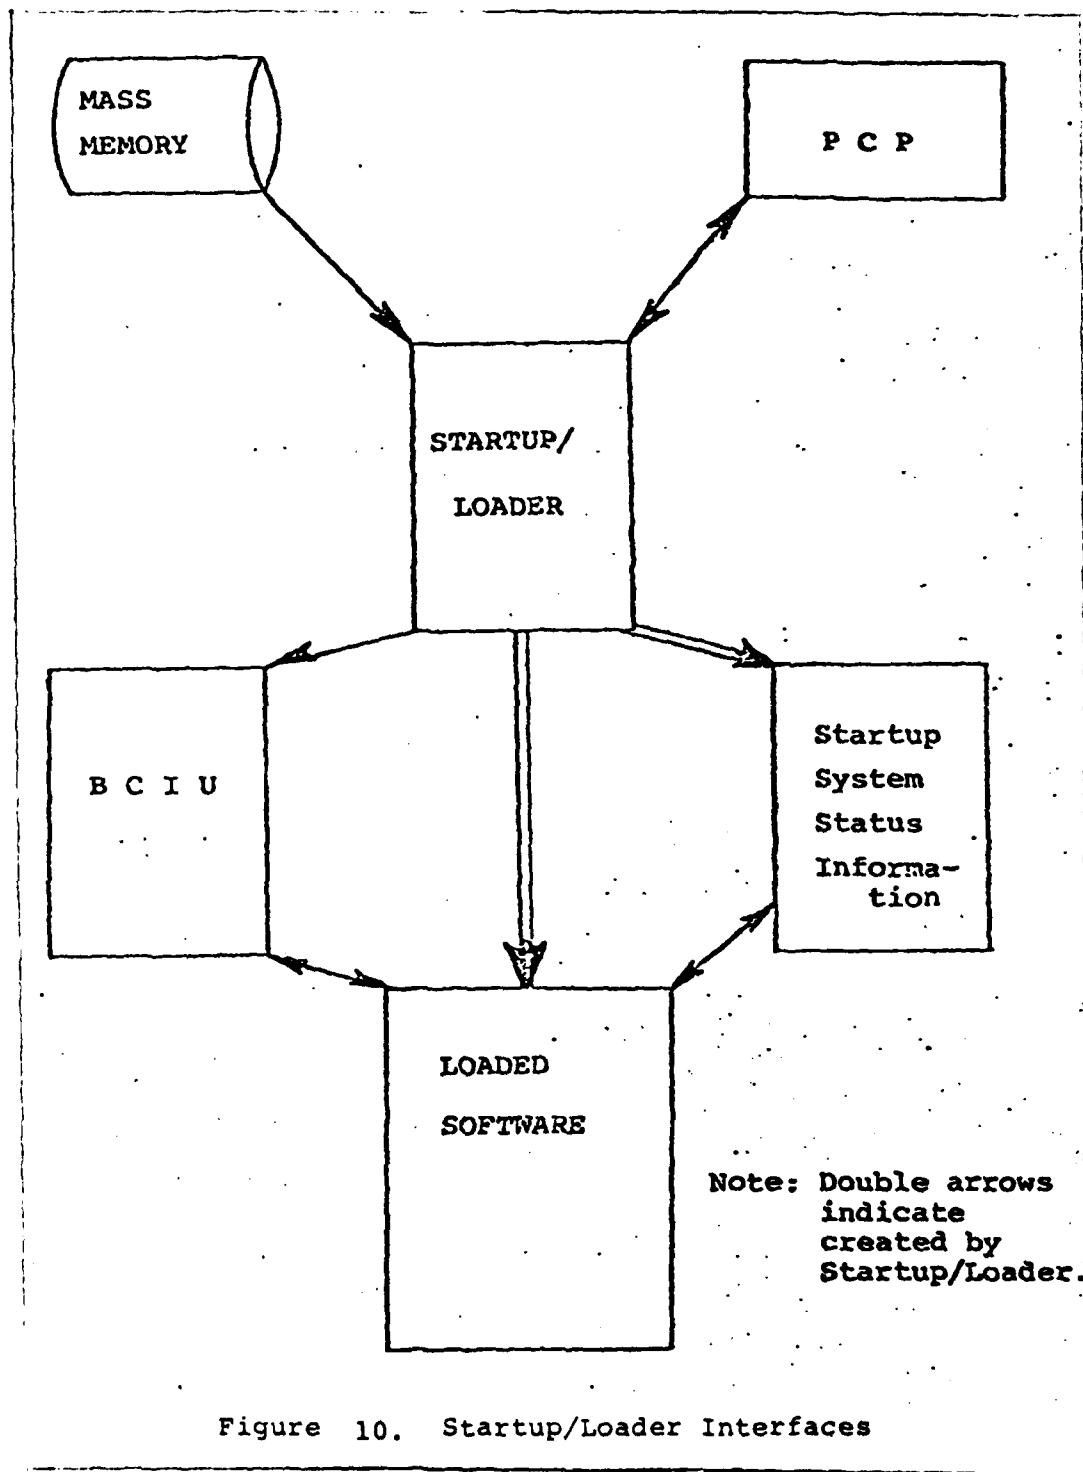 MASS
MEMORY
P C P
STARTUP/
LOADER
B C I U
Startup
System
Status
Informa-
tion
LOADED
SOFTWARE
Note: Double arrows
indicate
created by
Startup/Loader.
Figure 10. Startup/Loader Interfaces